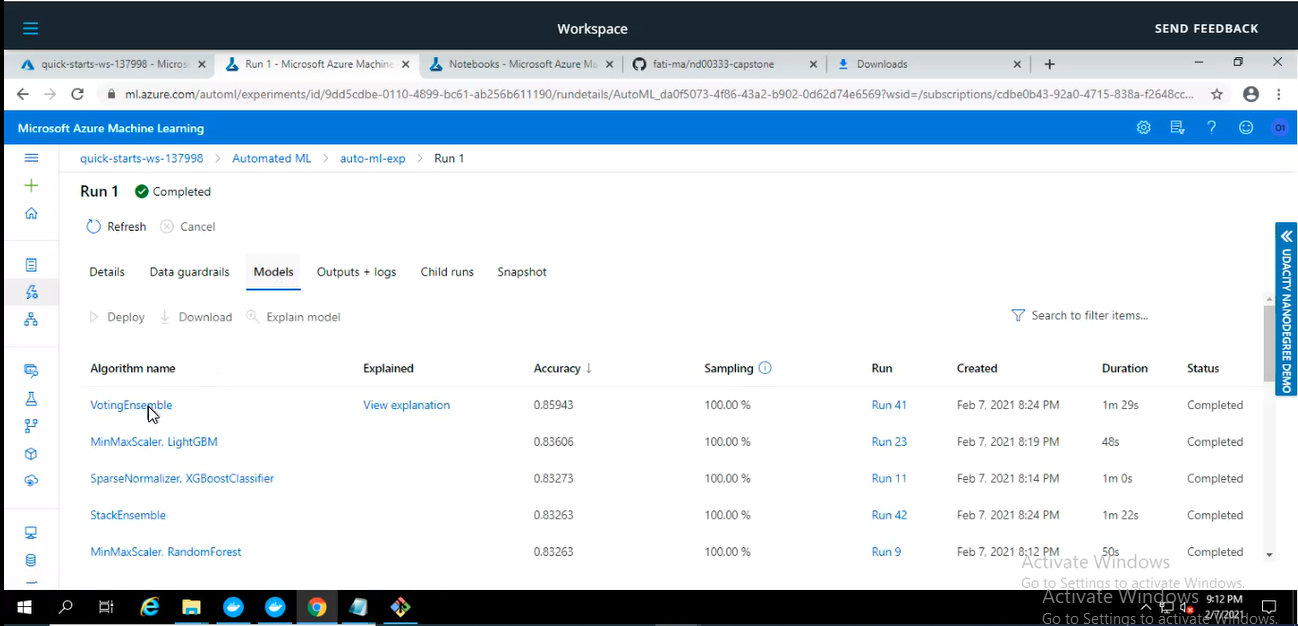 Workspace
SEND FEEDBACK
quick-starts-ws-137998 - Micros
Run 1 - Microsoft Azure Machine
Notebooks - Microsoft Azure Ma
fati-ma/nd00333-capstone
Downloads
ml.azure.com/automl/experiments/id/9dd5cdbe-0110-4899-bc61-ab256b611190/rundetails/AutoML_da0f5073-4f86-43a2-b902-0d62d74e6569?wsid=/subscriptions/cdbe0b43-92a0-4715-838a-f2648cc...
Microsoft Azure Machine Learning
01
quick-starts-ws-137998 > Automated ML > auto-ml-exp > Run 1
Run 1 Completed
Refresh Cancel
Details Data guardrails Models Outputs + logs Child runs Snapshot
Deploy Download Explain model Search to filter items...
Algorithm name Explained Accuracy ↓ Sampling Run Created Duration Status
VotingEnsemble View explanation 0.85943 100.00 % Run 41 Feb 7, 2021 8:24 PM 1m 29s Completed
MinMaxScaler, LightGBM 0.83606 100.00 % Run 23 Feb 7, 2021 8:19 PM 48s Completed
SparseNormalizer, XGBoostClassifier 0.83273 100.00 % Run 11 Feb 7, 2021 8:14 PM 1m 0s Completed
StackEnsemble 0.83263 100.00 % Run 42 Feb 7, 2021 8:24 PM 1m 22s Completed
MinMaxScaler, RandomForest 0.83263 100.00 % Run 9 Feb 7, 2021 8:12 PM 50s Completed
UDACITY NANODEGREE DEMO
Activate Windows
Go to Settings to activate Windows.
Activate Windows
Go to Settings to activate Windows.
9:12 PM
2/7/2021